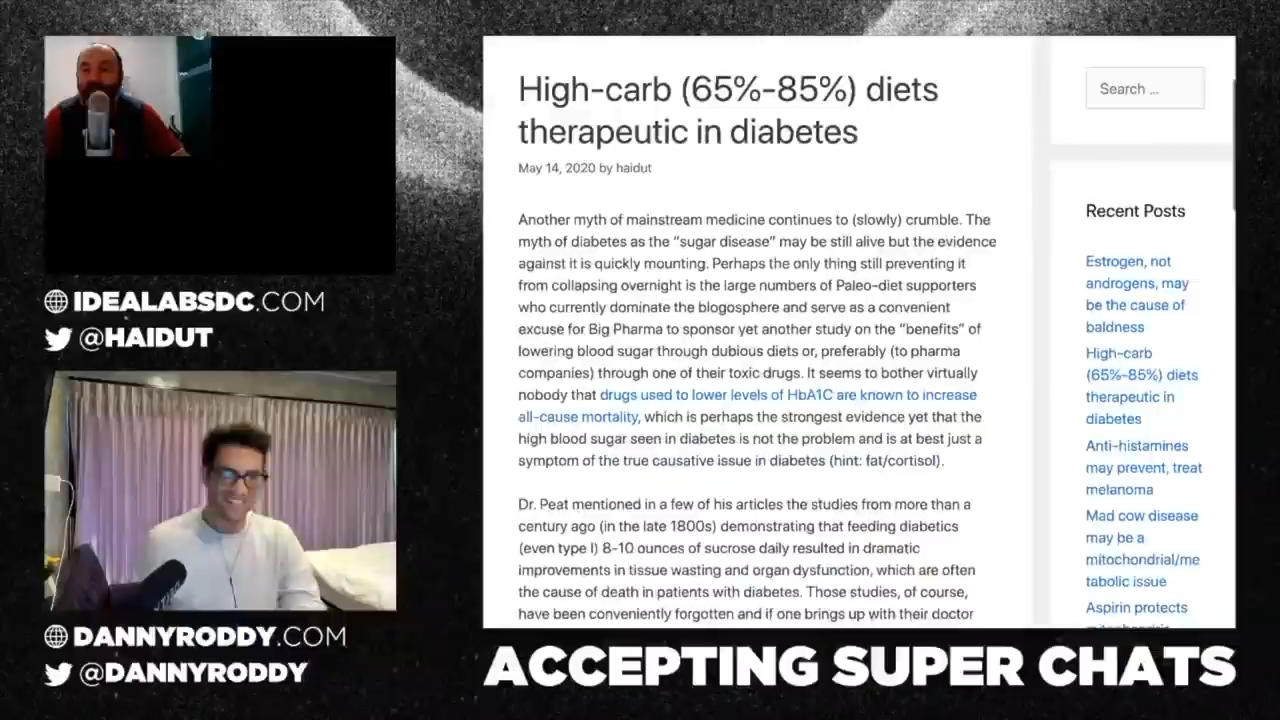 IDEALABSDC.COM
@HAIDUT
DANNYRODDY.COM
@DANNYRODDY
High-carb (65%-85%) diets
therapeutic in diabetes
May 14, 2020 by haidut
Another myth of mainstream medicine continues to (slowly) crumble. The
myth of diabetes as the “sugar disease” may be still alive but the evidence
against it is quickly mounting. Perhaps the only thing still preventing it
from collapsing overnight is the large numbers of Paleo-diet supporters
who currently dominate the blogosphere and serve as a convenient
excuse for Big Pharma to sponsor yet another study on the “benefits” of
lowering blood sugar through dubious diets or, preferably (to pharma
companies) through one of their toxic drugs. It seems to bother virtually
nobody that drugs used to lower levels of HbA1C are known to increase
all-cause mortality, which is perhaps the strongest evidence yet that the
high blood sugar seen in diabetes is not the problem and is at best just a
symptom of the true causative issue in diabetes (hint: fat/cortisol).
Dr. Peat mentioned in a few of his articles the studies from more than a
century ago (in the late 1800s) demonstrating that feeding diabetics
(even type I) 8-10 ounces of sucrose daily resulted in dramatic
improvements in tissue wasting and organ dysfunction, which are often
the cause of death in patients with diabetes. Those studies, of course,
have been conveniently forgotten and if one brings up with their doctor
Search ...
Recent Posts
Estrogen, not
androgens, may
be the cause of
baldness
High-carb
(65%-85%) diets
therapeutic in
diabetes
Anti-histamines
may prevent, treat
melanoma
Mad cow disease
may be a
mitochondrial/me
tabolic issue
Aspirin protects
ACCEPTING SUPER CHATS